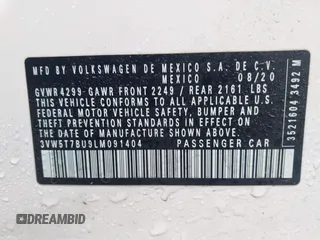 MFD BY VOLKSWAGEN DE MEXICO S.A. DE C.V.
MEXICO 08/20
GVWR 4299 GAWR FRONT 2249 / REAR 2161 LBS
THIS VEHICLE CONFORMS TO ALL APPLICABLE U.S.
FEDERAL MOTOR VEHICLE SAFETY, BUMPER AND
THEFT PREVENTION STANDARDS IN EFFECT ON THE
DATE OF MANUFACTURE SHOWN ABOVE.
3VW5T7BU9LM091404 PASSENGER CAR
3521604 3492 M
DREAMBID